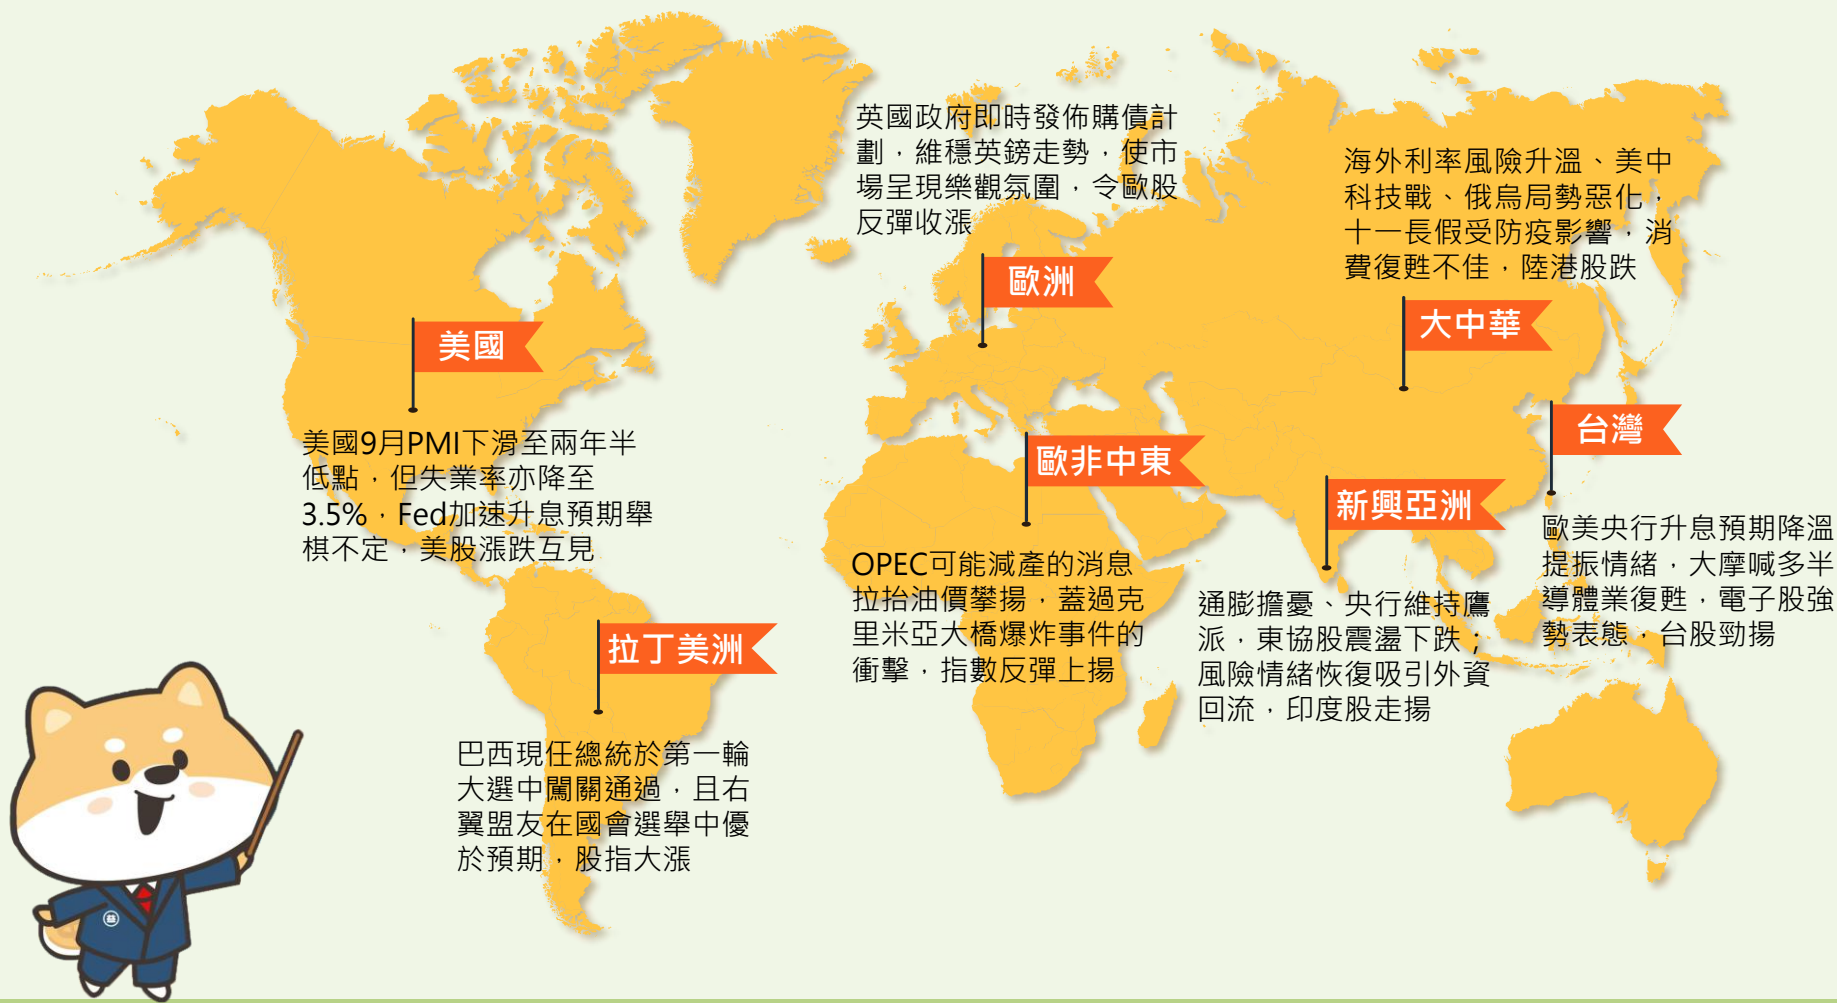 英國政府即時發佈購債計
劃，維穩英鎊走勢，使市
場呈現樂觀氛圍，令歐股
反彈收漲
歐洲
海外利率風險升溫、美中
科技戰、俄烏局勢惡化，
十一長假受防疫影響，消
費復甦不佳，陸港股跌
大中華
美國
美國9月PMI下滑至兩年半
低點，但失業率亦降至
3.5%，Fed加速升息預期舉
棋不定，美股漲跌互見
歐非中東
OPEC可能減產的消息
拉抬油價攀揚，蓋過克
里米亞大橋爆炸事件的
衝擊，指數反彈上揚
台灣
歐美央行升息預期降溫
提振情緒，大摩喊多半
導體業復甦，電子股強
勢表態，台股勁揚
新興亞洲
通膨擔憂、央行維持鷹
派，東協股震盪下跌；
風險情緒恢復吸引外資
回流，印度股走揚
拉丁美洲
巴西現任總統於第一輪
大選中闖關通過，且右
翼盟友在國會選舉中優
於預期，股指大漲